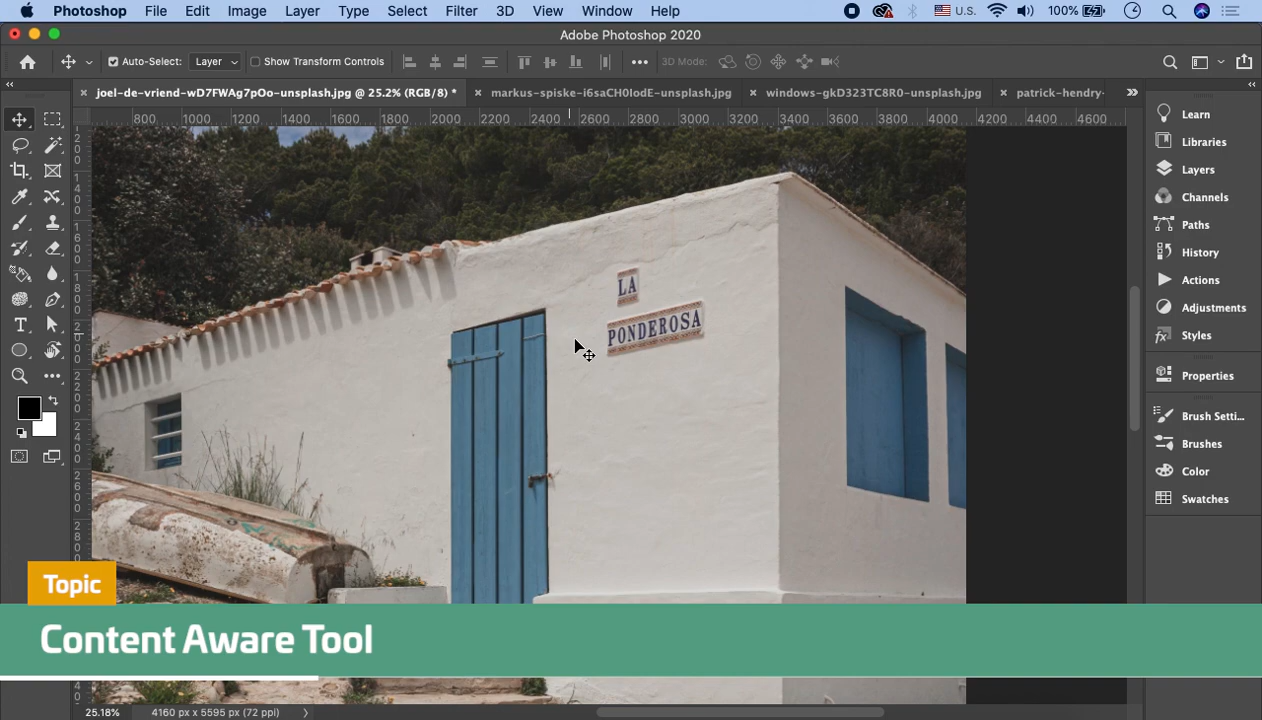 Photoshop File Edit Image Layer Type Select Filter 3D View Window Help U.S. 100%
Adobe Photoshop 2020
Auto-Select: Layer Show Transform Controls 3D Mode:
joel-de-vriend-wD7FWAg7pOo-unsplash.jpg @ 25.2% (RGB/8) * markus-spiske-i6saCH0IodE-unsplash.jpg windows-gkD323TC8R0-unsplash.jpg patrick-hendry-
800 1000 1200 1400 1600 1800 2000 2200 2400 2600 2800 3000 3200 3400 3600 3800 4000 4200 4400 4600
Learn
Libraries
Layers
Channels
Paths
History
Actions
Adjustments
Styles
Properties
Brush Setti...
Brushes
Color
Swatches
LA
PONDEROSA
Topic
Content Aware Tool
25.18% 4160 px x 5595 px (72 ppi)